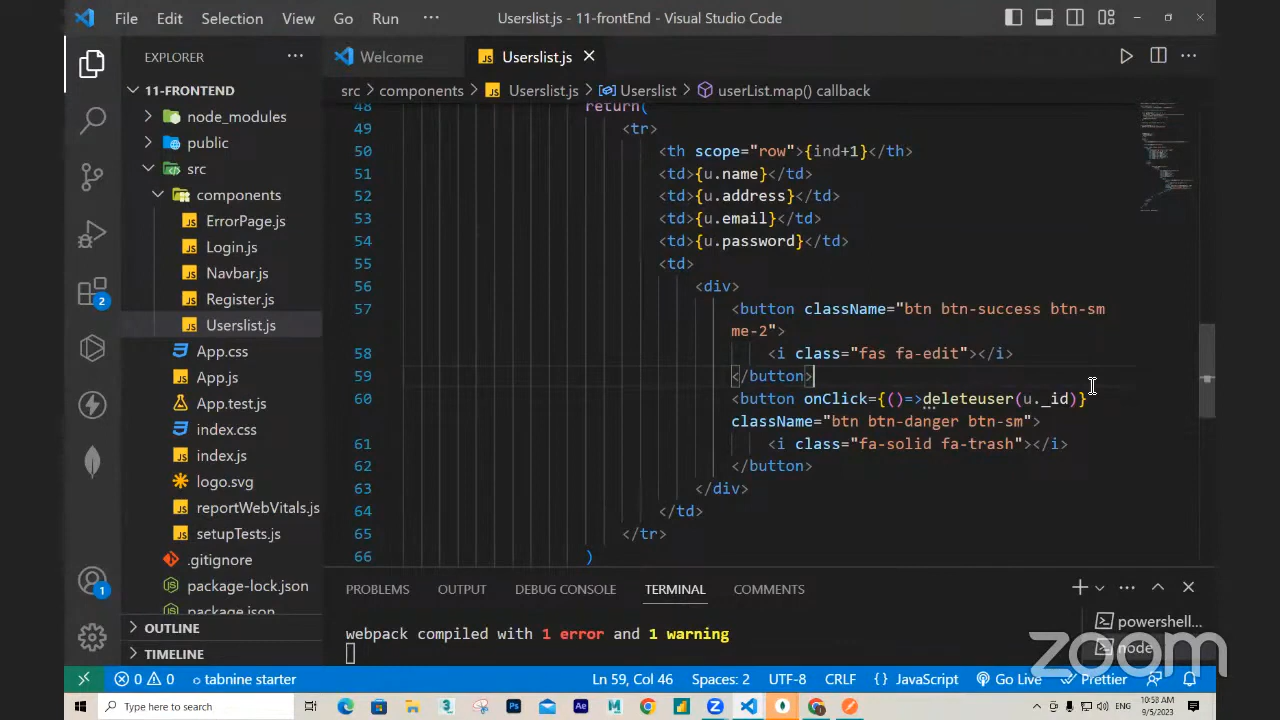 File Edit Selection View Go Run ··· Userslist.js - 11-frontEnd - Visual Studio Code
EXPLORER ···
Welcome Userslist.js
11-FRONTEND
src > components > Userslist.js > Userslist > userList.map() callback
node_modules
public
src
components
ErrorPage.js
Login.js
Navbar.js
Register.js
Userslist.js
App.css
App.js
App.test.js
index.css
index.js
logo.svg
reportWebVitals.js
setupTests.js
.gitignore
package-lock.json
package.json
OUTLINE
TIMELINE
2
1
48 return(
49 <tr>
50 <th scope="row">{ind+1}</th>
51 <td>{u.name}</td>
52 <td>{u.address}</td>
53 <td>{u.email}</td>
54 <td>{u.password}</td>
55 <td>
56 <div>
57 <button className="btn btn-success btn-sm
me-2">
58 <i class="fas fa-edit"></i>
59 </button>
60 <button onClick={()=>deleteuser(u._id)}
className="btn btn-danger btn-sm">
61 <i class="fa-solid fa-trash"></i>
62 </button>
63 </div>
64 </td>
65 </tr>
66 )
PROBLEMS OUTPUT DEBUG CONSOLE TERMINAL COMMENTS
webpack compiled with 1 error and 1 warning
powershell...
node
zoom
0 0 tabnine starter Ln 59, Col 46 Spaces: 2 UTF-8 CRLF {} JavaScript Go Live Prettier
Type here to search
ENG
10:58 AM
9/5/2023